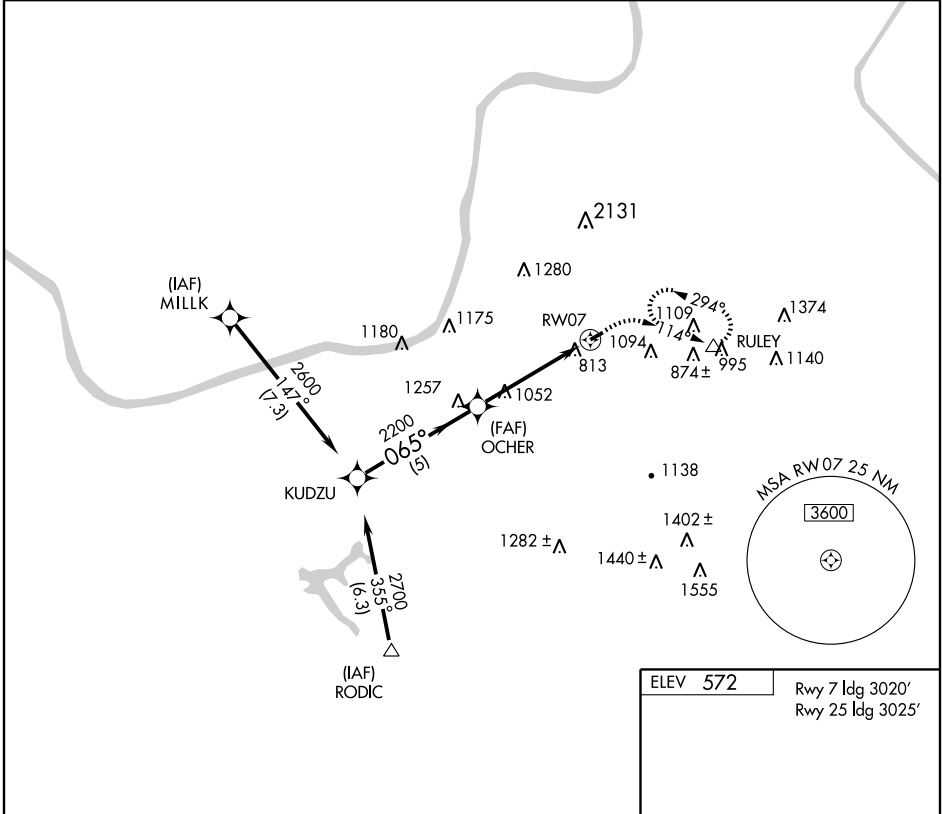 2131
1280
(IAF)
MILLK
1180
1175
RW07
1109
294°
1374
1094
114°
RULEY
813
874±
995
1140
2600
147°
(7.3)
1257
1052
2200
065°
(5)
(FAF)
OCHER
KUDZU
1138
MSA RW07 25 NM
3600
1282 ±
1402 ±
1440 ±
1555
2700
355°
(6.3)
(IAF)
RODIC
ELEV 572
Rwy 7 ldg 3020'
Rwy 25 ldg 3025'